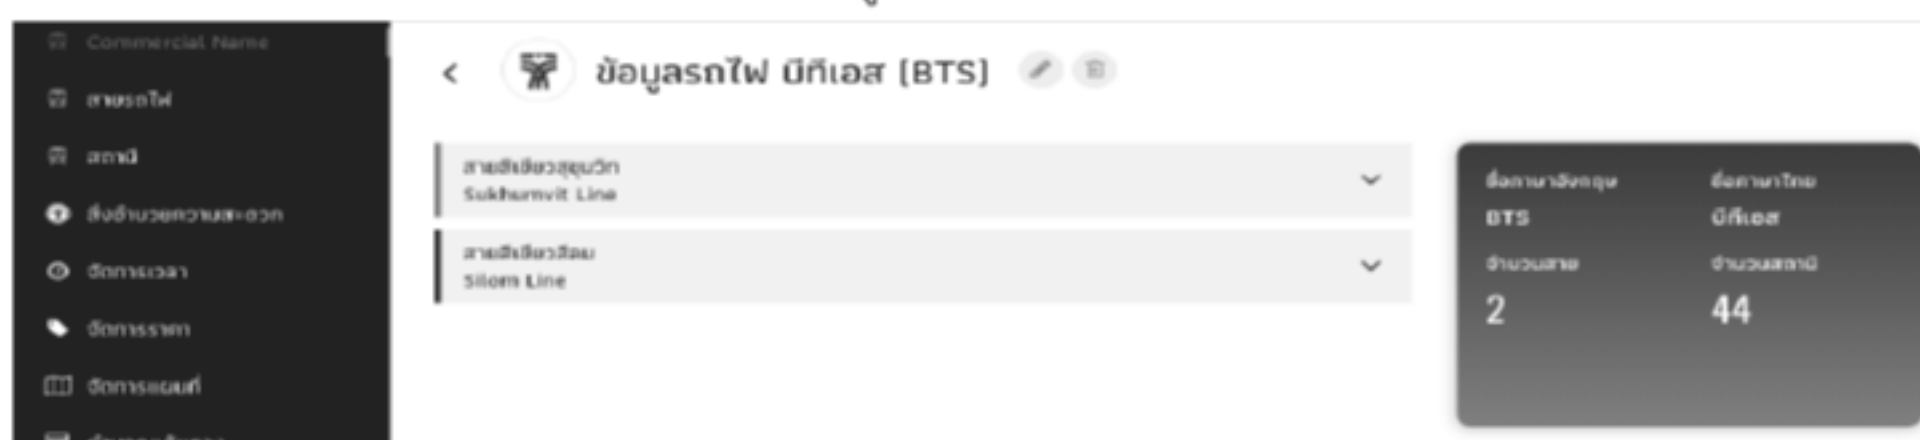 Commercial Name
สายรถไฟ
สถานี
สิ่งอำนวยความสะดวก
จัดการเวลา
จัดการราคา
จัดการแผนที่
ข้อมูลรถไฟ บีทีเอส (BTS)
สายสีเขียวสุขุมวิท
Sukhumvit Line
สายสีเขียวสีลม
Silom Line
ชื่อภาษาอังกฤษ ชื่อภาษาไทย
BTS บีทีเอส
จำนวนสาย จำนวนสถานี
2 44